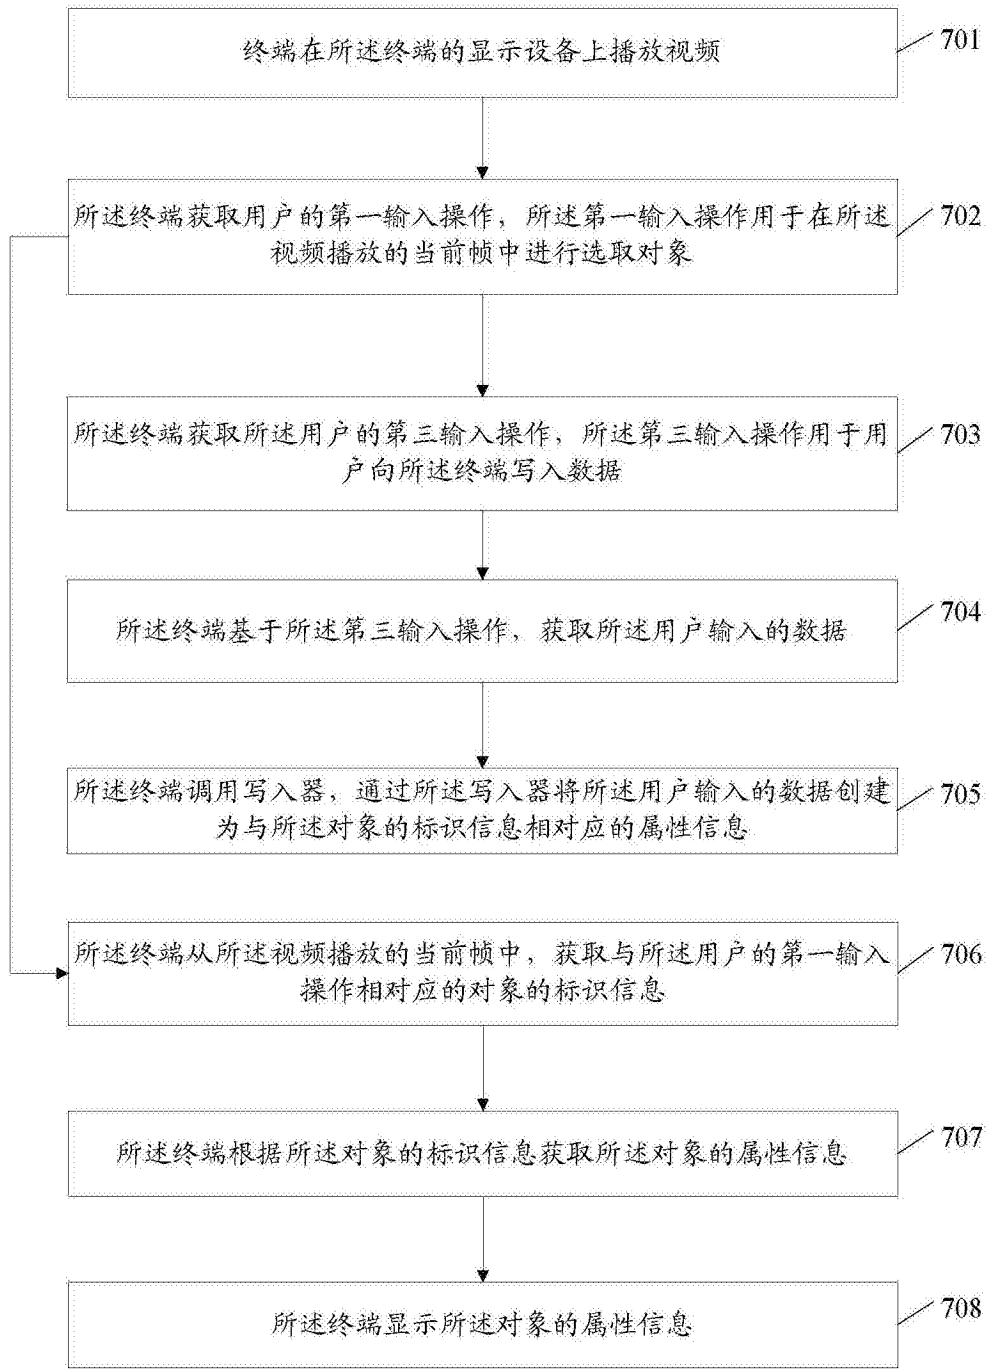 终端在所述终端的显示设备上播放视频
701
所述终端获取用户的第一输入操作，所述第一输入操作用于在所述
视频播放的当前帧中进行选取对象
702
所述终端获取所述用户的第三输入操作，所述第三输入操作用于用
户向所述终端写入数据
703
所述终端基于所述第三输入操作，获取所述用户输入的数据
704
所述终端调用写入器，通过所述写入器将所述用户输入的数据创建
为与所述对象的标识信息相对应的属性信息
705
所述终端从所述视频播放的当前帧中，获取与所述用户的第一输入
操作相对应的对象的标识信息
706
所述终端根据所述对象的标识信息获取所述对象的属性信息
707
所述终端显示所述对象的属性信息
708